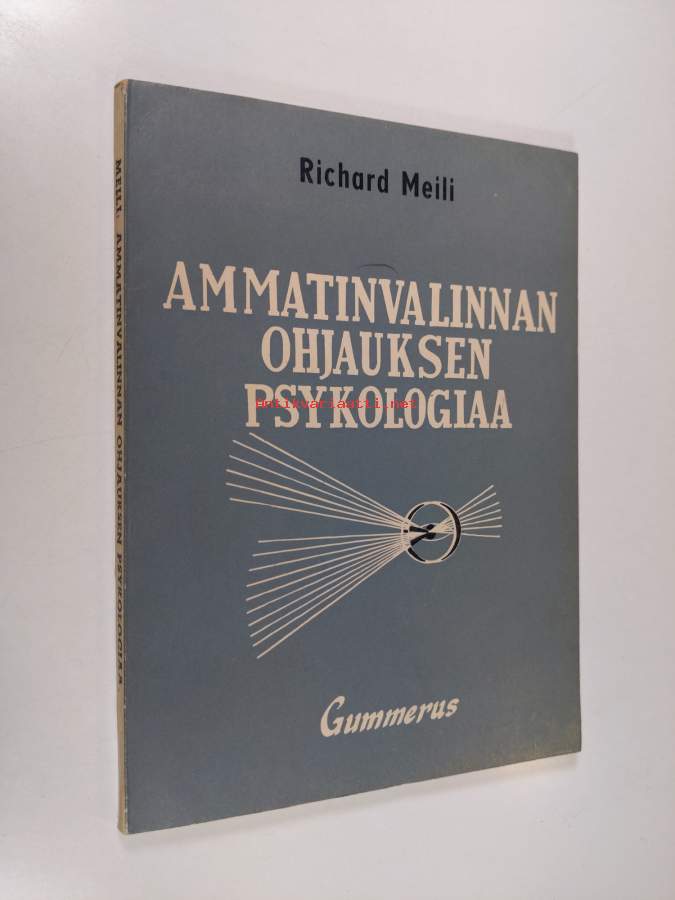 Richard Meili
AMMATINVALINNAN
OHJAUKSEN
PSYKOLOGIAA
Antikvariaatti.net
Gummerus
MEILI: AMMATINVALINNAN OHJAUKSEN PSYKOLOGIAA